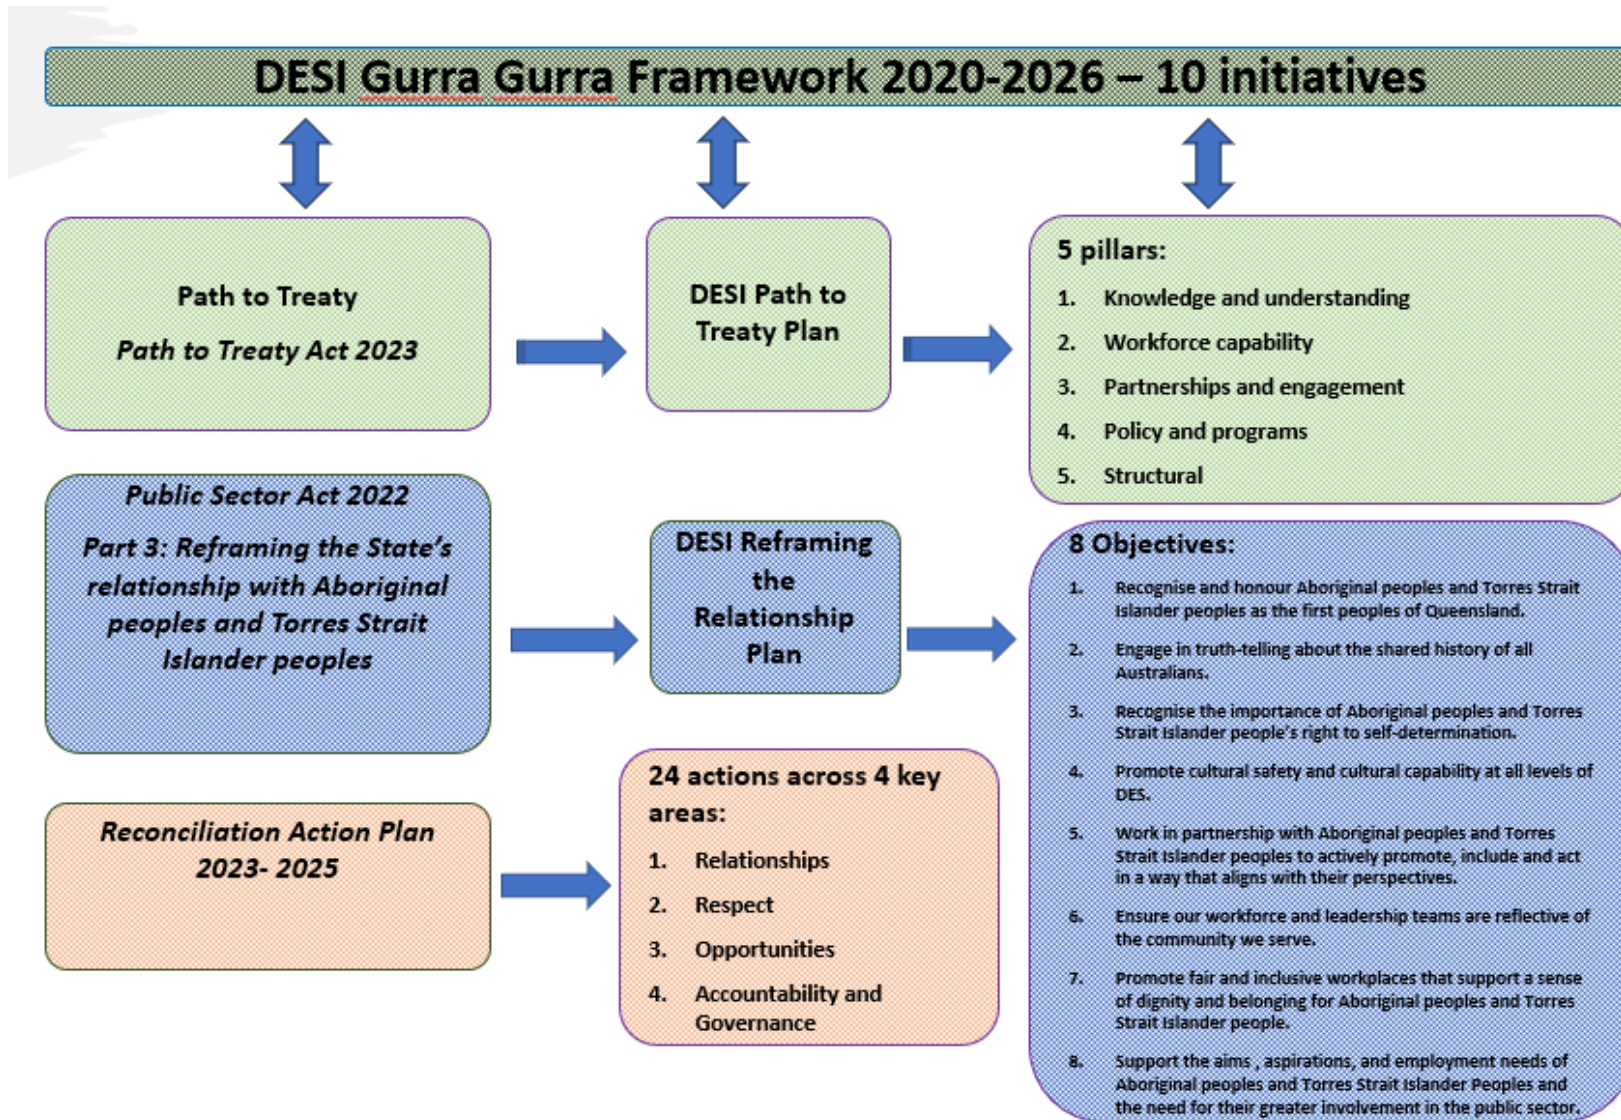 DESI Gurra Gurra Framework 2020-2026 – 10 initiatives
Path to Treaty
Path to Treaty Act 2023
DESI Path to
Treaty Plan
5 pillars:
1. Knowledge and understanding
2. Workforce capability
3. Partnerships and engagement
4. Policy and programs
5. Structural
Public Sector Act 2022
Part 3: Reframing the State’s
relationship with Aboriginal
peoples and Torres Strait
Islander peoples
DESI Reframing
the
Relationship
Plan
8 Objectives:
1. Recognise and honour Aboriginal peoples and Torres Strait
Islander peoples as the first peoples of Queensland.
2. Engage in truth-telling about the shared history of all
Australians.
3. Recognise the importance of Aboriginal peoples and Torres
Strait Islander people’s right to self-determination.
4. Promote cultural safety and cultural capability at all levels of
DES.
5. Work in partnership with Aboriginal peoples and Torres
Strait Islander peoples to actively promote, include and act
in a way that aligns with their perspectives.
6. Ensure our workforce and leadership teams are reflective of
the community we serve.
7. Promote fair and inclusive workplaces that support a sense
of dignity and belonging for Aboriginal peoples and Torres
Strait Islander people.
8. Support the aims , aspirations, and employment needs of
Aboriginal peoples and Torres Strait Islander Peoples and
the need for their greater involvement in the public sector.
Reconciliation Action Plan
2023- 2025
24 actions across 4 key
areas:
1. Relationships
2. Respect
3. Opportunities
4. Accountability and
Governance